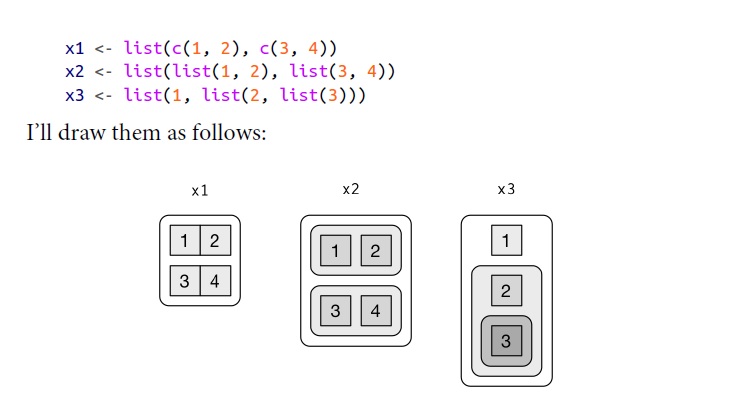 x1 <- list(c(1, 2), c(3, 4))
x2 <- list(list(1, 2), list(3, 4))
x3 <- list(1, list(2, list(3)))
I’ll draw them as follows:
x1 x2 x3
1 2
3 4
1 2
3 4
1
2
3